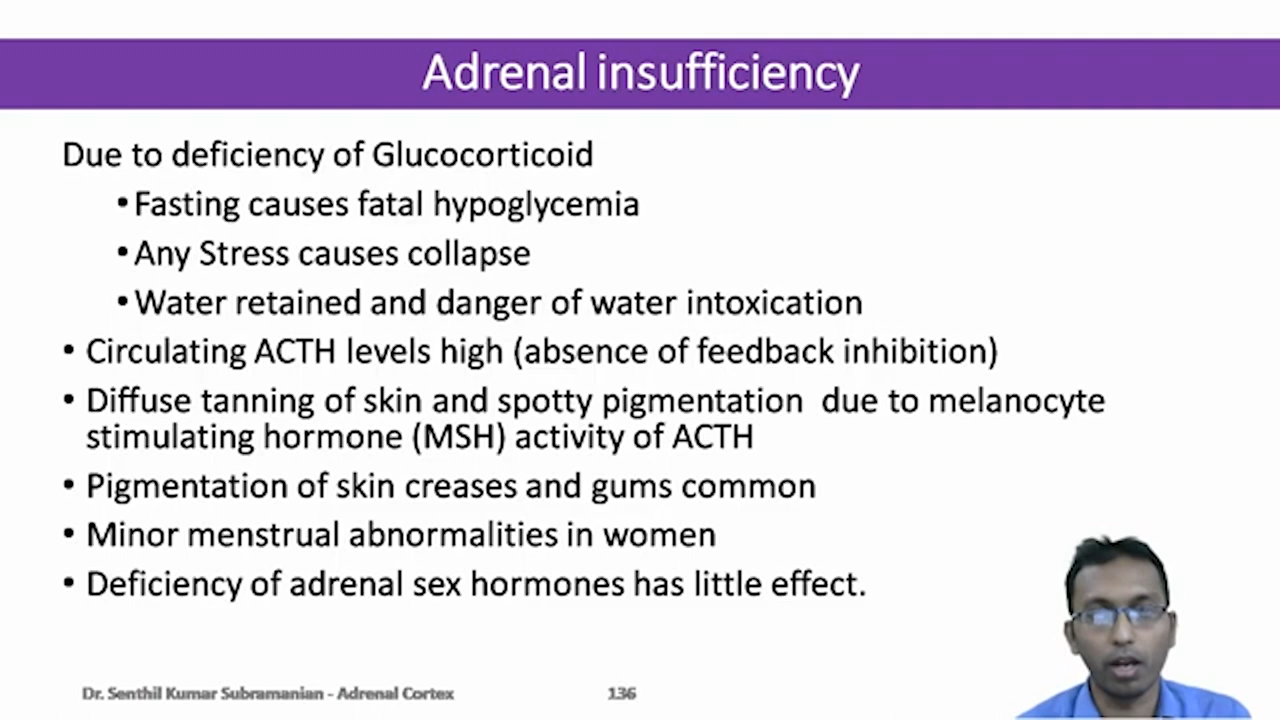 Adrenal insufficiency
Due to deficiency of Glucocorticoid
•Fasting causes fatal hypoglycemia
•Any Stress causes collapse
•Water retained and danger of water intoxication
• Circulating ACTH levels high (absence of feedback inhibition)
• Diffuse tanning of skin and spotty pigmentation due to melanocyte
stimulating hormone (MSH) activity of ACTH
• Pigmentation of skin creases and gums common
• Minor menstrual abnormalities in women
• Deficiency of adrenal sex hormones has little effect.
Dr. Senthil Kumar Subramanian - Adrenal Cortex 136